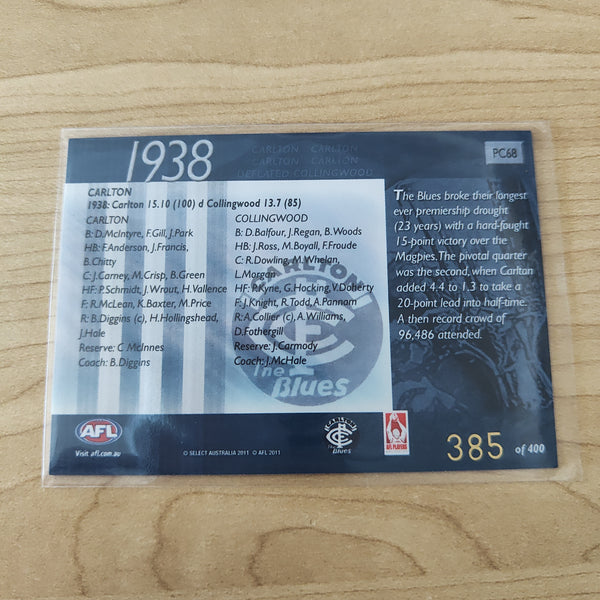 1938
CARLTON CARLTON
CARLTON CARLTON
DEFEATED COLLINGWOOD
PC68
CARLTON
1938: Carlton 15.10 (100) d Collingwood 13.7 (85)
CARLTON
B: D.McIntyre, F.Gill, J.Park
HB: F.Anderson, J.Francis,
B.Chitty
C: J.Carney, M.Crisp, B.Green
HF: P.Schmidt, J.Wrout, H.Vallence
F: R.McLean, K.Baxter, M.Price
R: B.Diggins (c), H.Hollingshead,
J.Hale
Reserve: C McInnes
Coach: B.Diggins
COLLINGWOOD
B: D.Balfour, J.Regan, B.Woods
HB: J.Ross, M.Boyall, F.Froude
C: R.Dowling, M.Whelan,
L.Morgan
HF: P.Kyne, G.Hocking, V.Doherty
F: J.Knight, R.Todd, A.Pannam
R: A.Collier (c), A.Williams,
D.Fothergill
Reserve: J.Carmody
Coach: J.McHale
CARLTON
The Blues
The Blues broke their longest
ever premiership drought
(23 years) with a hard-fought
15-point victory over the
Magpies. The pivotal quarter
was the second, when Carlton
added 4.4 to 1.3 to take a
20-point lead into half-time.
A then record crowd of
96,486 attended.
AFL
Visit afl.com.au
© SELECT AUSTRALIA 2011 © AFL 2011
CARLTON
The Blues
AFL PLAYERS
385 of 400